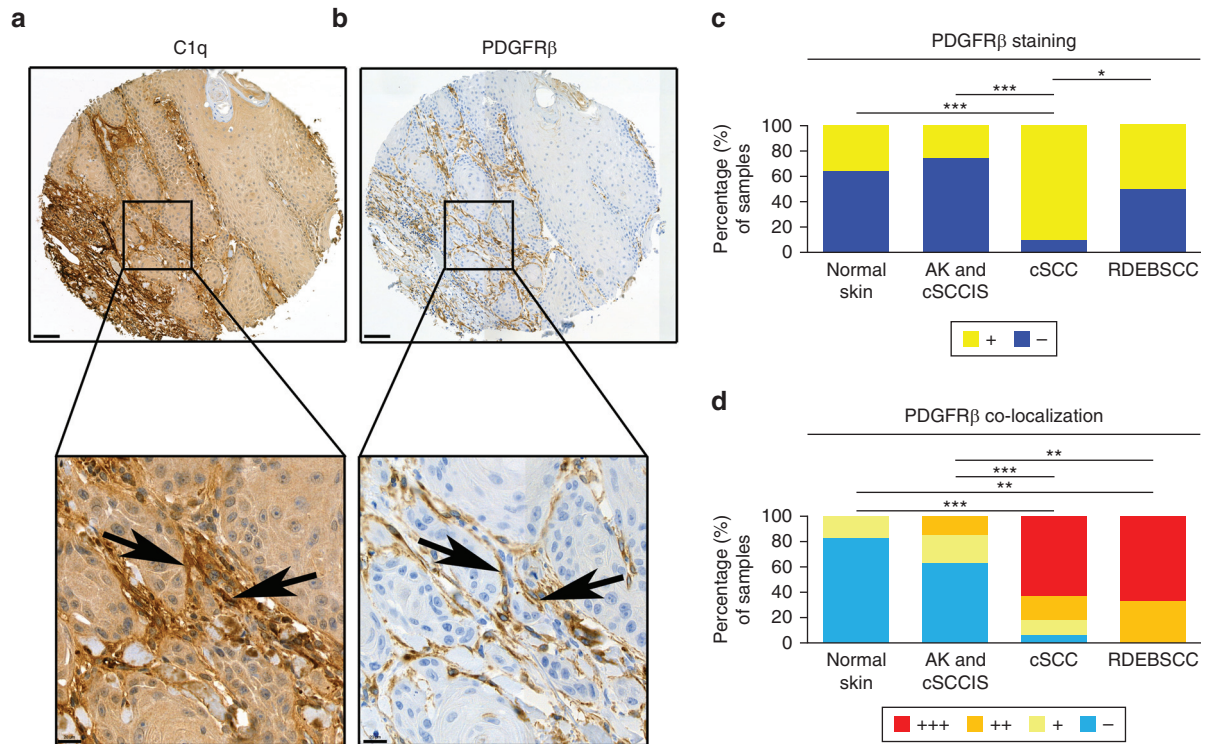 a
C1q
b
PDGFRβ
c
PDGFRβ staining
*
***
***
Percentage (%)
of samples
100
80
60
40
20
0
Normal
skin
AK and
cSCCIS
cSCC
RDEBSCC
+
−
d
PDGFRβ co-localization
**
***
**
***
Percentage (%)
of samples
100
80
60
40
20
0
Normal
skin
AK and
cSCCIS
cSCC
RDEBSCC
+++
++
+
−